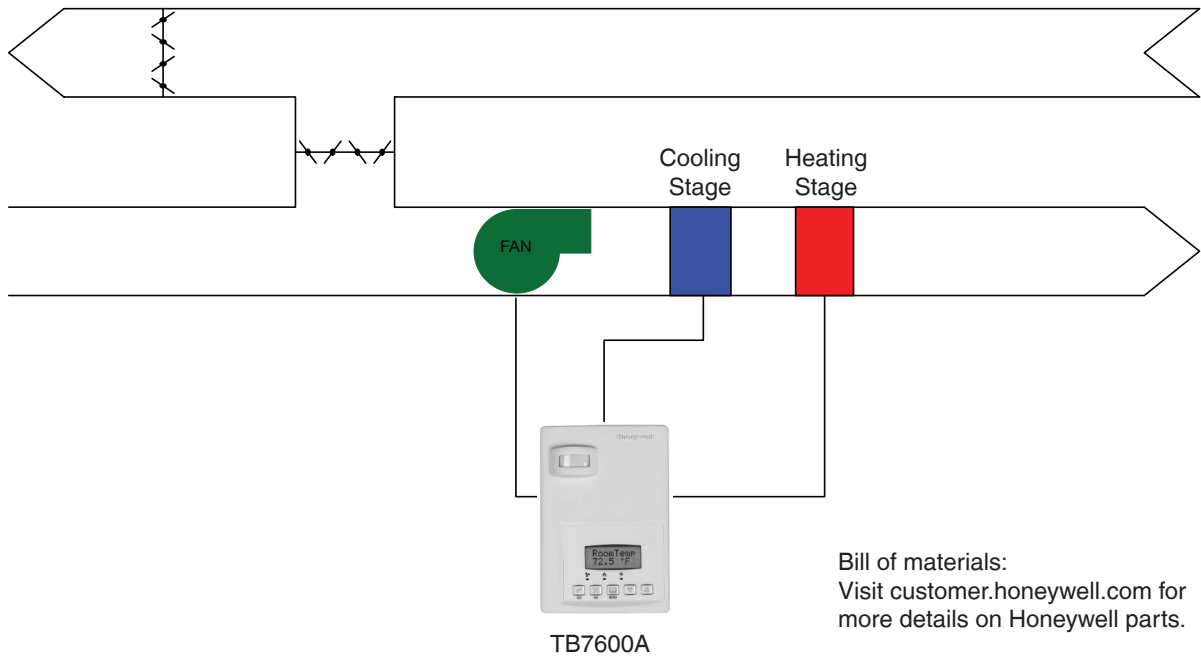 Cooling
Stage
Heating
Stage
FAN
Honeywell
RoomTemp
72.5 °F
TB7600A
Bill of materials:
Visit customer.honeywell.com for
more details on Honeywell parts.